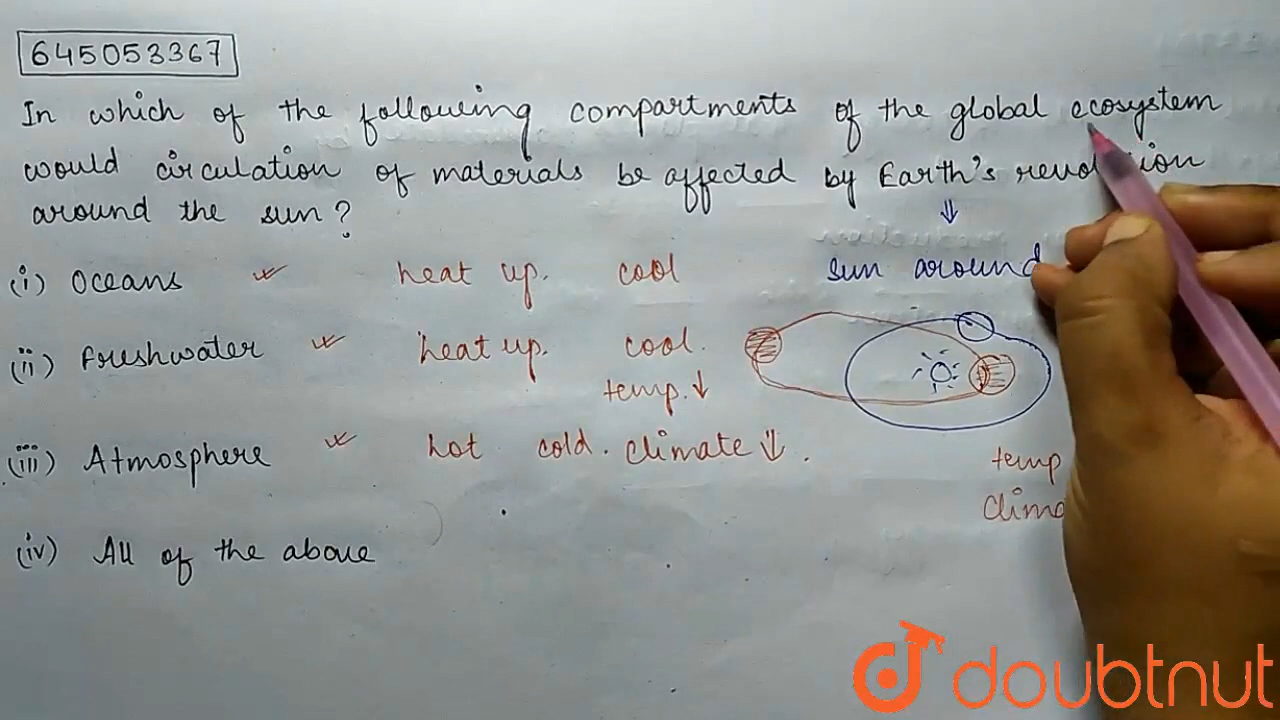 645053367
In which of the following compartments of the global ecosystem
would circulation of materials be affected by Earth's revolution
around the sun?
(i) Oceans heat up. cool sun around
(ii) Freshwater heat up. cool.
temp. ↓
(iii) Atmosphere hot cold. climate ↓. temp
Clima
(iv) All of the above
doubtnut